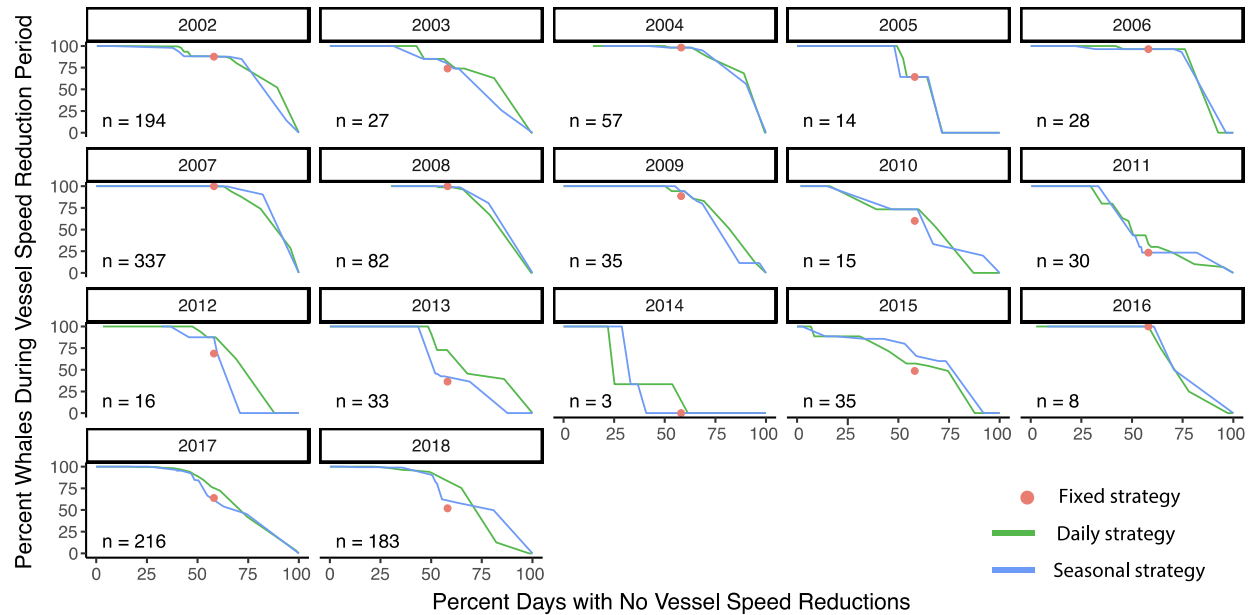 Percent Whales During Vessel Speed Reduction Period
2002 2003 2004 2005 2006
100
75
50
25
0
n = 194 n = 27 n = 57 n = 14 n = 28
2007 2008 2009 2010 2011
100
75
50
25
0
n = 337 n = 82 n = 35 n = 15 n = 30
2012 2013 2014 2015 2016
100
75
50
25
0
n = 16 n = 33 n = 3 n = 35 n = 8
0 25 50 75 100 0 25 50 75 100 0 25 50 75 100
2017 2018
100
75
50
25
0
n = 216 n = 183
0 25 50 75 100 0 25 50 75 100
Fixed strategy
Daily strategy
Seasonal strategy
Percent Days with No Vessel Speed Reductions